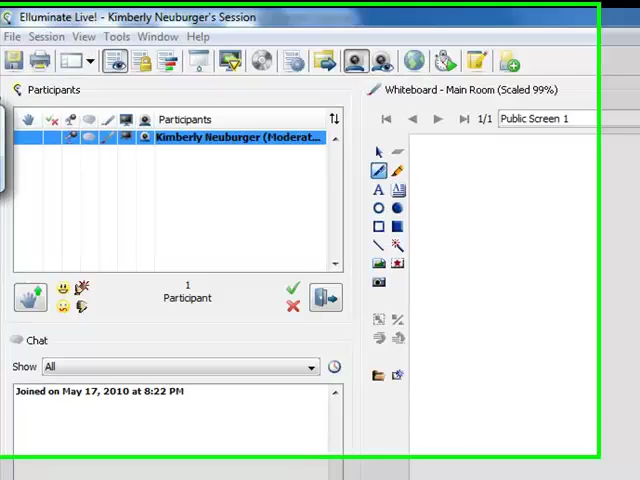 Elluminate Live! - Kimberly Neuburger's Session
File Session View Tools Window Help
Participants
Whiteboard - Main Room (Scaled 99%)
Participants
1/1 Public Screen 1
Kimberly Neuburger (Moderat...
A
1
Participant
Chat
Show All
Joined on May 17, 2010 at 8:22 PM